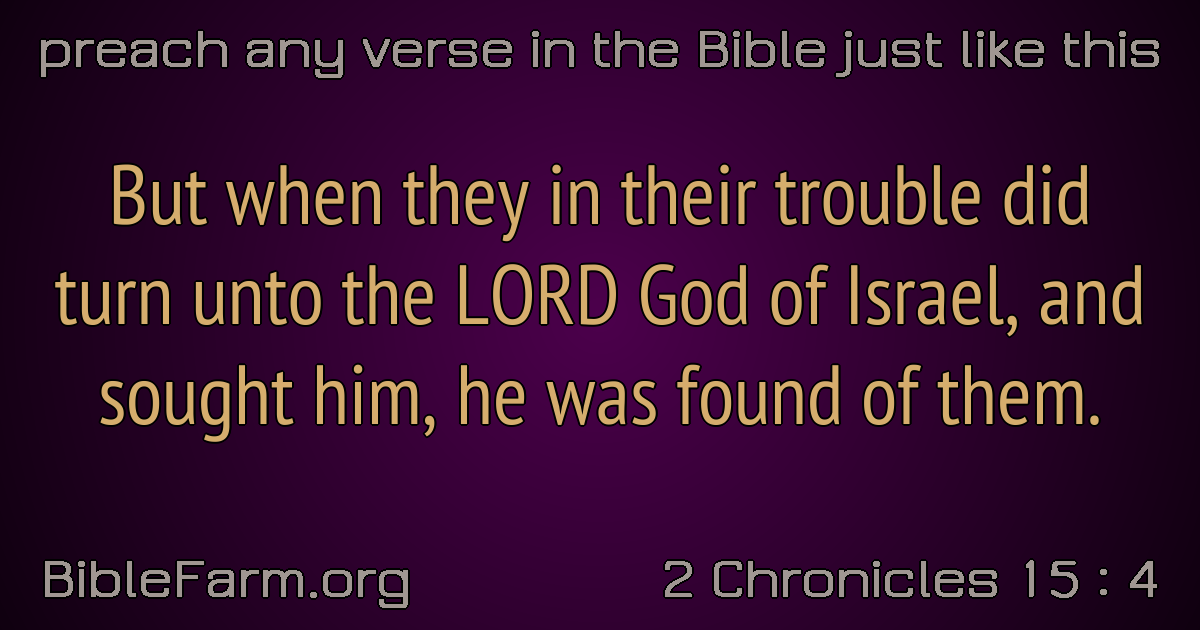 preach any verse in the Bible just like this
But when they in their trouble did
turn unto the LORD God of Israel, and
sought him, he was found of them.
BibleFarm.org
2 Chronicles 15 : 4